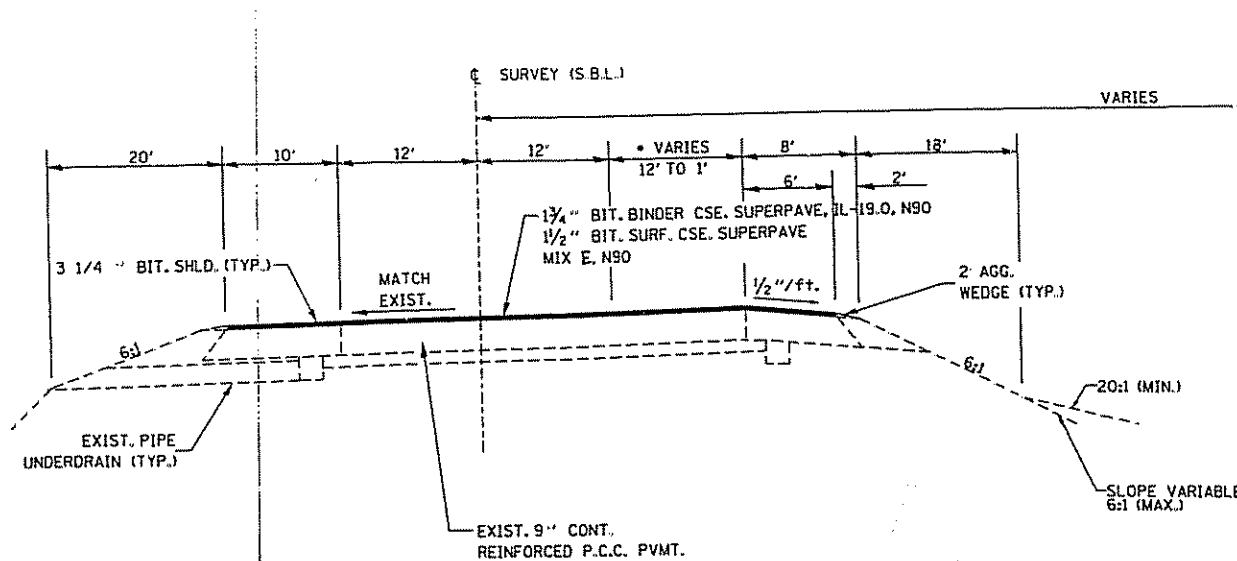 ℄ SURVEY (S.B.L.)
VARIES
20'
10'
12'
12'
• VARIES
12' TO 1'
8'
18'
6'
2'
1¾" BIT. BINDER CSE. SUPERPAVE, IL-19.0, N90
1½" BIT. SURF. CSE. SUPERPAVE
MIX E, N90
3 1/4 " BIT. SHLD. (TYP.)
MATCH
EXIST.
1/2"/ft.
2' AGG.
WEDGE (TYP.)
6:1
6:1
20:1 (MIN.)
EXIST. PIPE
UNDERDRAIN (TYP.)
SLOPE VARIABLE
6:1 (MAX.)
EXIST. 9" CONT.
REINFORCED P.C.C. PVMT.